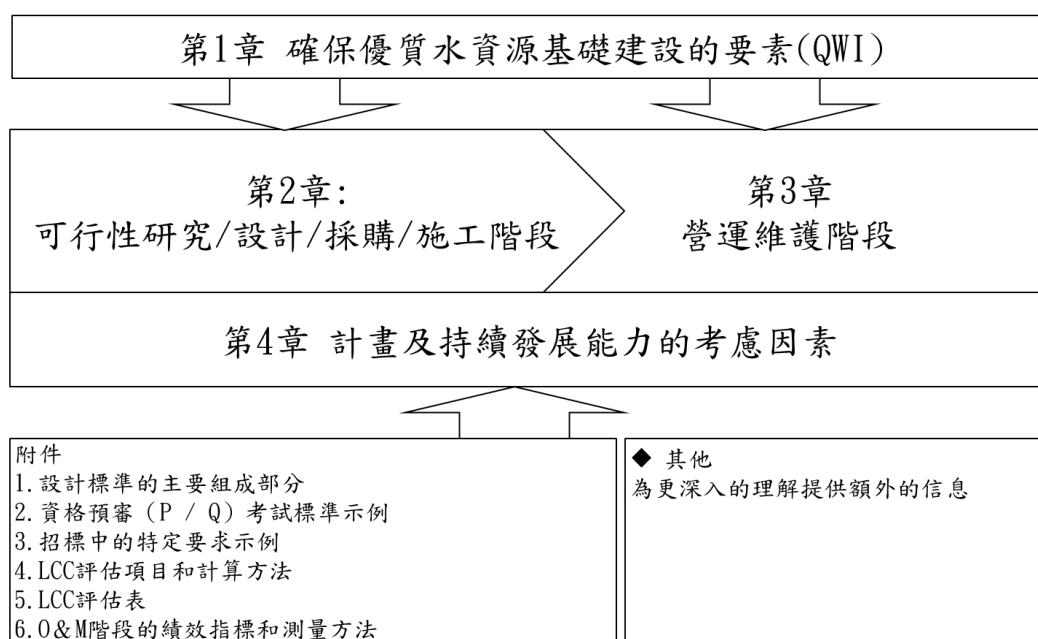 第1章 確保優質水資源基礎建設的要素(QWI)
第2章:
可行性研究/設計/採購/施工階段
第3章
營運維護階段
第4章 計畫及持續發展能力的考慮因素
附件
1.設計標準的主要組成部分
2.資格預審（P / Q）考試標準示例
3.招標中的特定要求示例
4.LCC評估項目和計算方法
5.LCC評估表
6.O&M階段的績效指標和測量方法
◆ 其他
為更深入的理解提供額外的信息